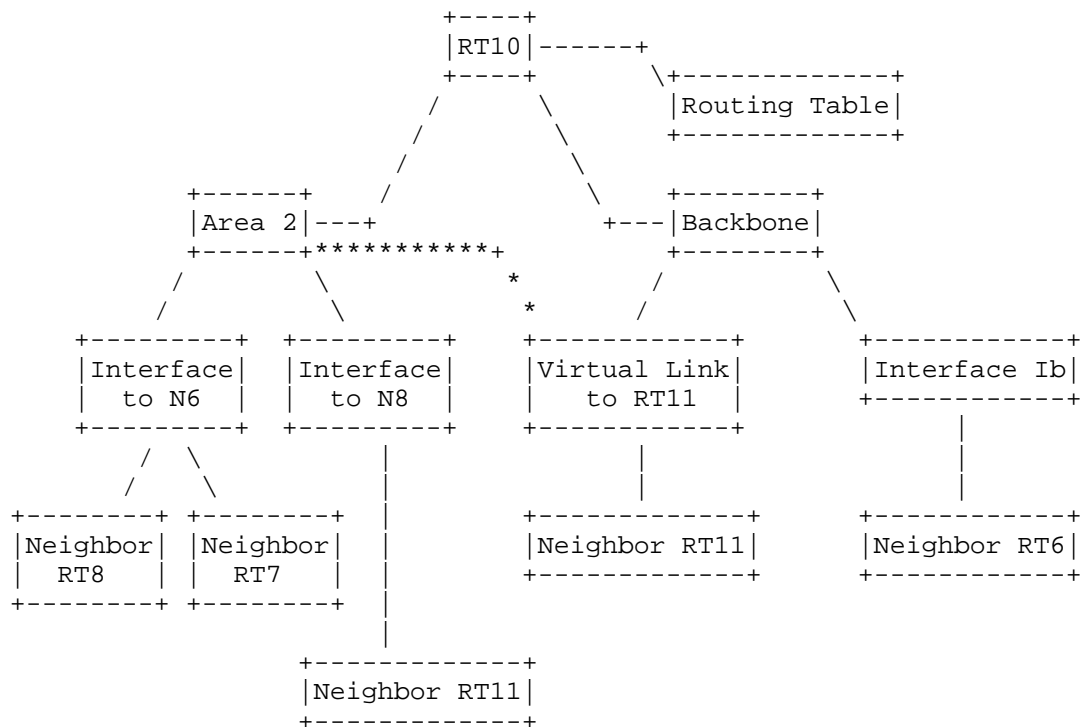 RT10
Routing Table
Area 2
Backbone
Interface
to N6
Interface
to N8
Virtual Link
to RT11
Interface Ib
Neighbor
RT8
Neighbor
RT7
Neighbor RT11
Neighbor RT6
Neighbor RT11